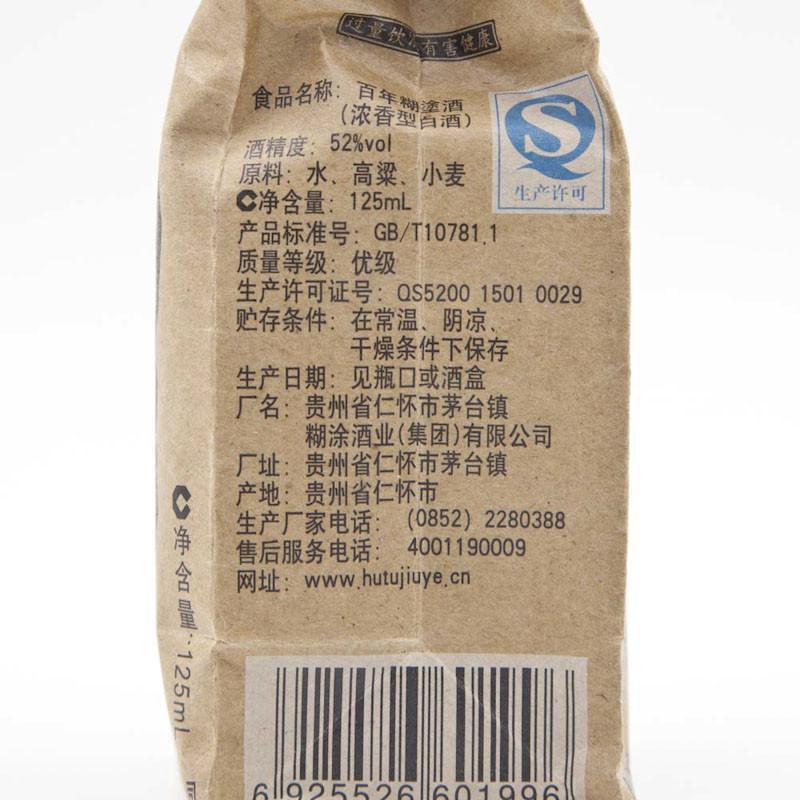 过量饮酒有害健康
食品名称：百年糊塗酒
（浓香型白酒）
QS
生产许可
酒精度：52%vol
原料：水、高粱、小麦
C净含量：125mL
产品标准号：GB/T10781.1
质量等级：优级
生产许可证号：QS5200 1501 0029
贮存条件：在常温、阴凉、
干燥条件下保存
生产日期：见瓶口或酒盒
厂名：贵州省仁怀市茅台镇
糊涂酒业(集团)有限公司
厂址：贵州省仁怀市茅台镇
产地：贵州省仁怀市
生产厂家电话：(0852) 2280388
售后服务电话：4001190009
网址：www.hutujiuye.cn
C净含量:125mL
6 925526 601996